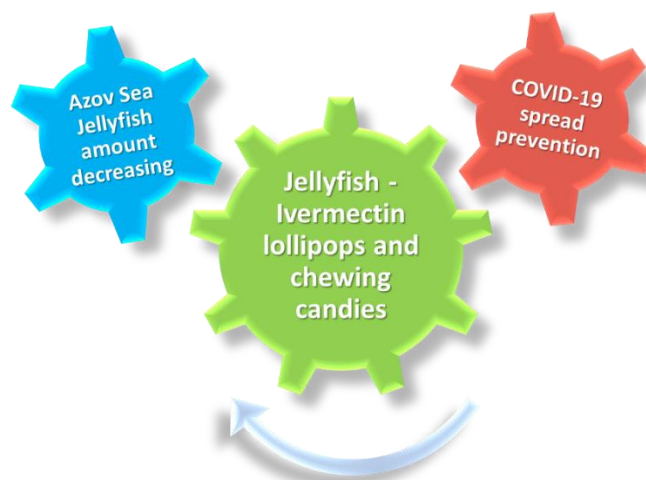 Azov Sea
Jellyfish
amount
decreasing
COVID-19
spread
prevention
Jellyfish -
Ivermectin
lollipops and
chewing
candies